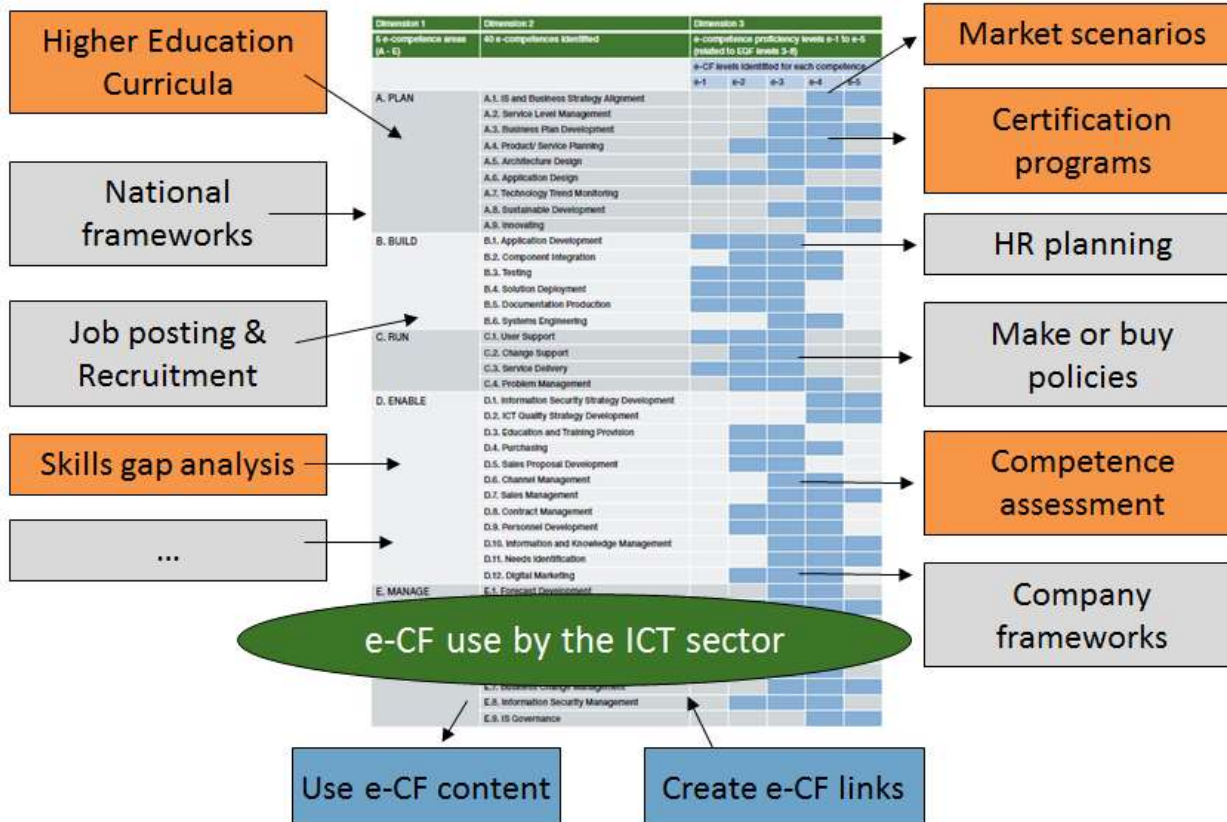 Higher Education
Curricula
National
frameworks
Job posting &
Recruitment
Skills gap analysis
...
Dimension 1
Dimension 2
Dimension 3
5 e-competence areas
(A - E)
40 e-competences identified
e-competence proficiency levels e-1 to e-5
(related to EQF levels 3-8)
e-CF levels identified for each competence
e-1 e-2 e-3 e-4 e-5
A. PLAN
A.1. IS and Business Strategy Alignment
A.2. Service Level Management
A.3. Business Plan Development
A.4. Product/ Service Planning
A.5. Architecture Design
A.6. Application Design
A.7. Technology Trend Monitoring
A.8. Sustainable Development
A.9. Innovating
B. BUILD
B.1. Application Development
B.2. Component Integration
B.3. Testing
B.4. Solution Deployment
B.5. Documentation Production
B.6. Systems Engineering
C. RUN
C.1. User Support
C.2. Change Support
C.3. Service Delivery
C.4. Problem Management
D. ENABLE
D.1. Information Security Strategy Development
D.2. ICT Quality Strategy Development
D.3. Education and Training Provision
D.4. Purchasing
D.5. Sales Proposal Development
D.6. Channel Management
D.7. Sales Management
D.8. Contract Management
D.9. Personnel Development
D.10. Information and Knowledge Management
D.11. Needs Identification
D.12. Digital Marketing
E. MANAGE
E.1. Forecast Development
e-CF use by the ICT sector
E.7. Business Change Management
E.8. Information Security Management
E.9. IS Governance
Market scenarios
Certification
programs
HR planning
Make or buy
policies
Competence
assessment
Company
frameworks
Use e-CF content
Create e-CF links